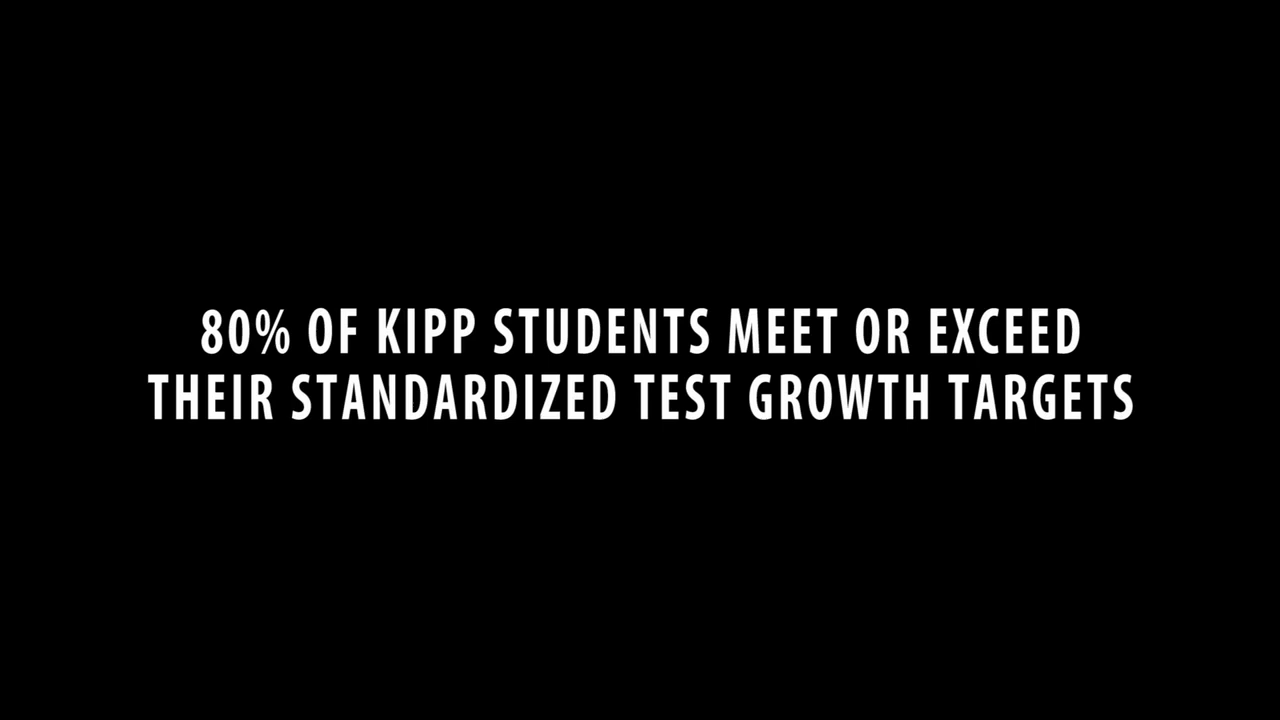 80% OF KIPP STUDENTS MEET OR EXCEED
THEIR STANDARDIZED TEST GROWTH TARGETS